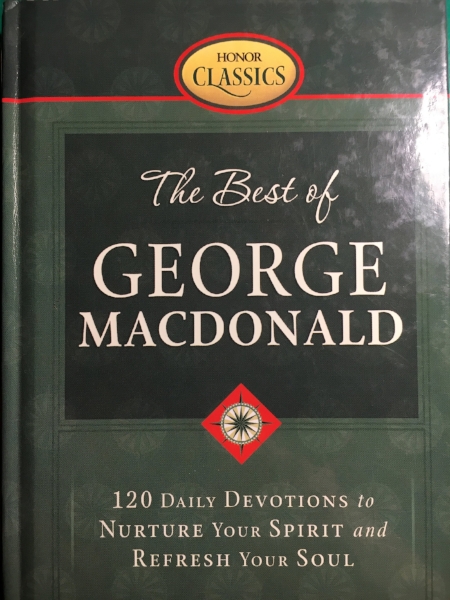 HONOR
CLASSICS
The Best of
GEORGE
MACDONALD
120 DAILY DEVOTIONS to
NURTURE YOUR SPIRIT and
REFRESH YOUR SOUL